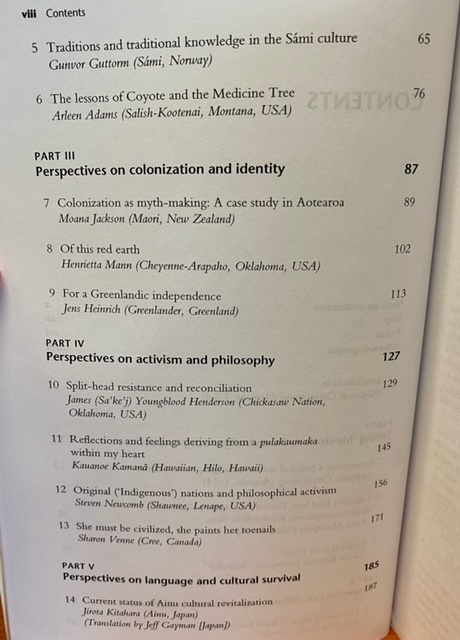 viii Contents
5 Traditions and traditional knowledge in the Sámi culture 65
Gunvor Guttorm (Sámi, Norway)
6 The lessons of Coyote and the Medicine Tree 76
Arleen Adams (Salish-Kootenai, Montana, USA)
CONTENTS
PART III
Perspectives on colonization and identity 87
7 Colonization as myth-making: A case study in Aotearoa 89
Moana Jackson (Maori, New Zealand)
8 Of this red earth 102
Henrietta Mann (Cheyenne-Arapaho, Oklahoma, USA)
9 For a Greenlandic independence 113
Jens Heinrich (Greenlander, Greenland)
PART IV
Perspectives on activism and philosophy 127
10 Split-head resistance and reconciliation 129
James (Sa'ke'j) Youngblood Henderson (Chickasaw Nation,
Oklahoma, USA)
11 Reflections and feelings deriving from a pulakaumaka 145
within my heart
Kauanoe Kamanā (Hawaiian, Hilo, Hawaii)
12 Original ('Indigenous') nations and philosophical activism 156
Steven Newcomb (Shawnee, Lenape, USA)
13 She must be civilized, she paints her toenails 171
Sharon Venne (Cree, Canada)
PART V
Perspectives on language and cultural survival 185
14 Current status of Ainu cultural revitalization 187
Jirota Kitahara (Ainu, Japan)
(Translation by Jeff Gayman [Japan])